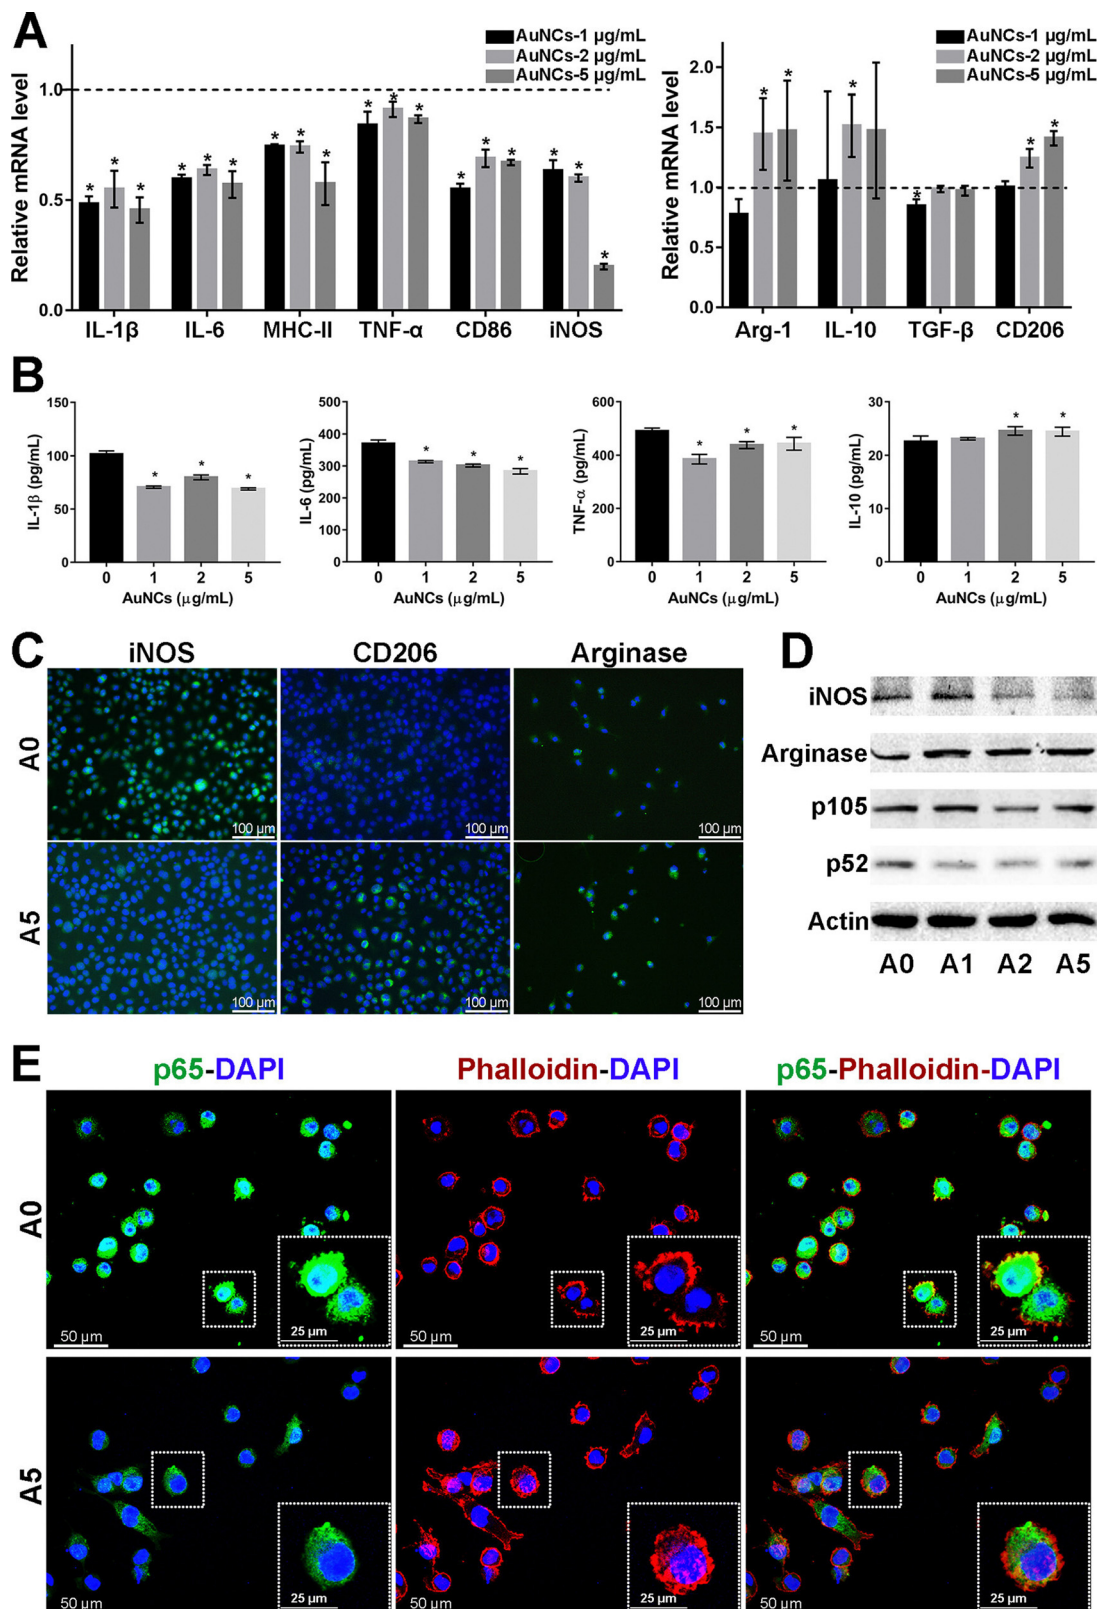 A
AuNCs-1 µg/mL
AuNCs-2 µg/mL
AuNCs-5 µg/mL
Relative mRNA level
1.0
0.5
0.0
* * * * * * * * * * * * * * * * * *
IL-1β IL-6 MHC-II TNF-α CD86 iNOS
AuNCs-1 µg/mL
AuNCs-2 µg/mL
AuNCs-5 µg/mL
Relative mRNA level
2.0
1.5
1.0
0.5
0.0
* * * * * *
Arg-1 IL-10 TGF-β CD206
B
IL-1β (pg/mL)
150
100
50
0
* * *
0 1 2 5
AuNCs (µg/mL)
IL-6 (pg/mL)
500
400
300
200
100
0
* * *
0 1 2 5
AuNCs (µg/mL)
TNF-α (pg/mL)
600
400
200
0
* * *
0 1 2 5
AuNCs (µg/mL)
IL-10 (pg/mL)
30
20
10
0
* *
0 1 2 5
AuNCs (µg/mL)
C
iNOS CD206 Arginase
A0
100 µm 100 µm 100 µm
A5
100 µm 100 µm 100 µm
D
iNOS
Arginase
p105
p52
Actin
A0 A1 A2 A5
E
p65-DAPI Phalloidin-DAPI p65-Phalloidin-DAPI
A0
50 µm 25 µm 50 µm 25 µm 50 µm 25 µm
A5
50 µm 25 µm 50 µm 25 µm 50 µm 25 µm